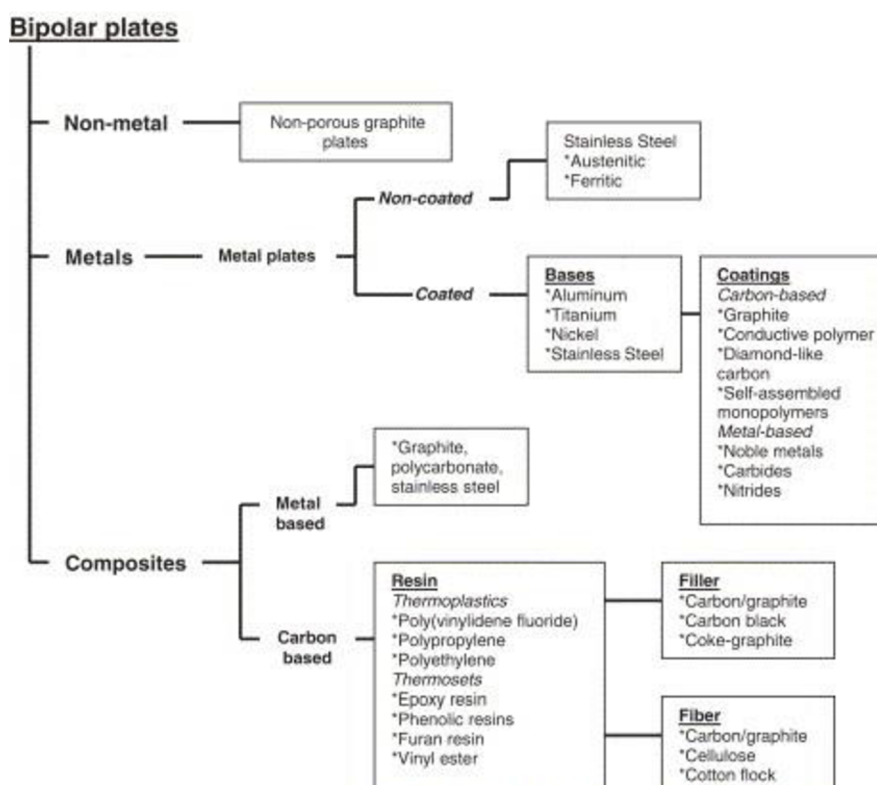 Bipolar plates
Non-metal
Non-porous graphite
plates
Metals
Metal plates
Non-coated
Stainless Steel
*Austenitic
*Ferritic
Coated
Bases
*Aluminum
*Titanium
*Nickel
*Stainless Steel
Coatings
Carbon-based
*Graphite
*Conductive polymer
*Diamond-like
carbon
*Self-assembled
monopolymers
Metal-based
*Noble metals
*Carbides
*Nitrides
Composites
Metal
based
*Graphite,
polycarbonate,
stainless steel
Carbon
based
Resin
Thermoplastics
*Poly(vinylidene fluoride)
*Polypropylene
*Polyethylene
Thermosets
*Epoxy resin
*Phenolic resins
*Furan resin
*Vinyl ester
Filler
*Carbon/graphite
*Carbon black
*Coke-graphite
Fiber
*Carbon/graphite
*Cellulose
*Cotton flock